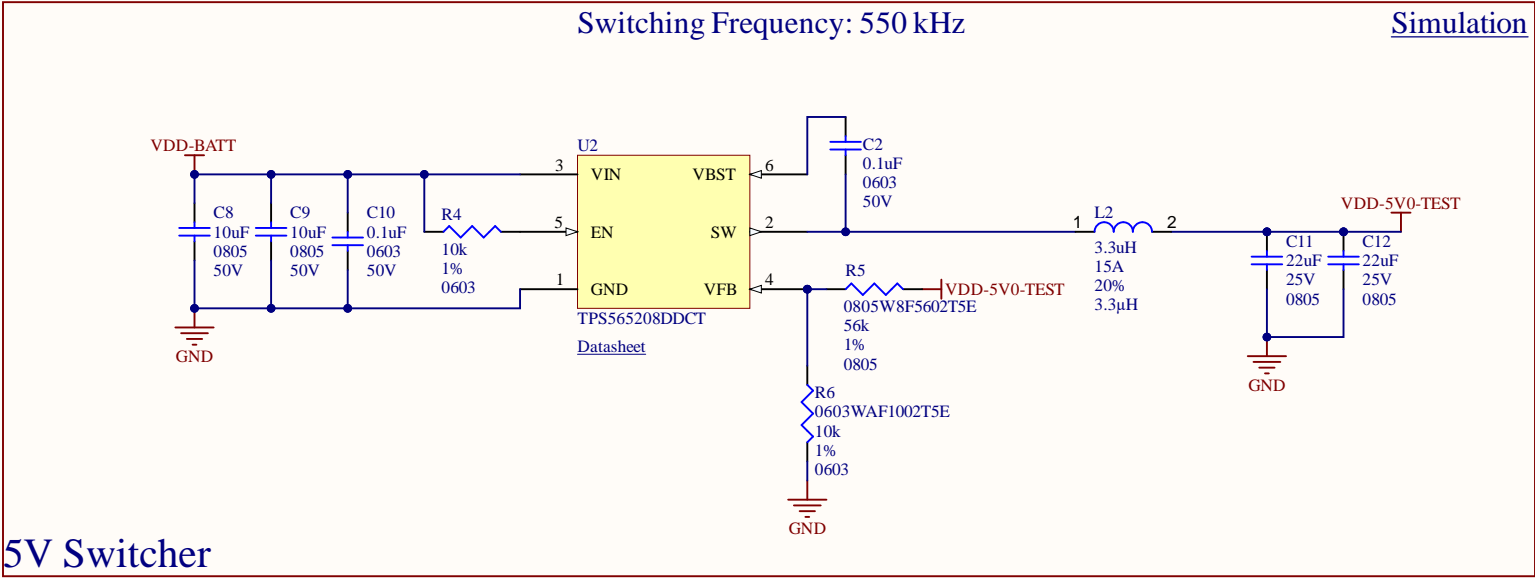 Switching Frequency: 550 kHz
Simulation
VDD-BATT
C8
10uF
0805
50V
C9
10uF
0805
50V
C10
0.1uF
0603
50V
R4
10k
1%
0603
GND
U2
3 VIN
5 EN
1 GND
VBST 6
SW 2
VFB 4
TPS565208DDCT
Datasheet
C2
0.1uF
0603
50V
R5
0805W8F5602T5E
56k
1%
0805
VDD-5V0-TEST
R6
0603WAF1002T5E
10k
1%
0603
GND
1 L2 2
3.3uH
15A
20%
3.3µH
VDD-5V0-TEST
C11
22uF
25V
0805
C12
22uF
25V
0805
GND
5V Switcher